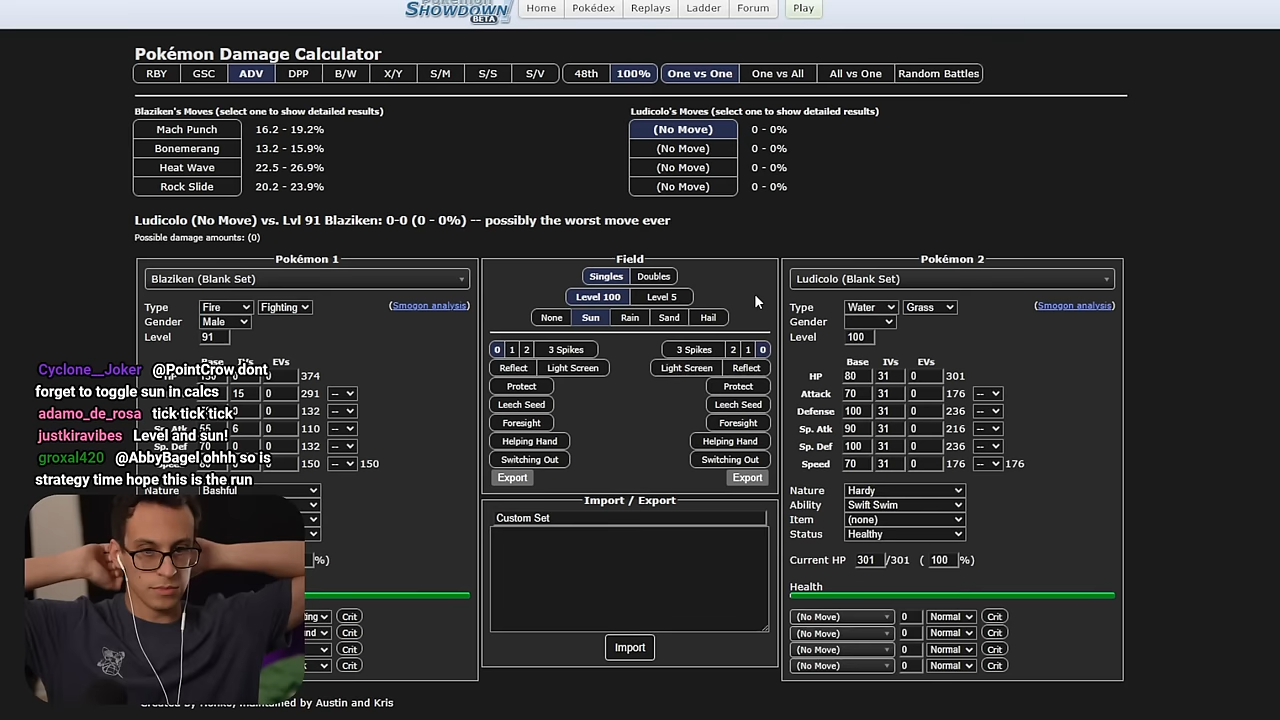 Pokémon
SHOWDOWN
BETA
Home Pokédex Replays Ladder Forum Play
Pokémon Damage Calculator
RBY GSC ADV DPP B/W X/Y S/M S/S S/V 48th 100% One vs One One vs All All vs One Random Battles
Blaziken's Moves (select one to show detailed results)
Mach Punch 16.2 - 19.2%
Bonemerang 13.2 - 15.9%
Heat Wave 22.5 - 26.9%
Rock Slide 20.2 - 23.9%
Ludicolo's Moves (select one to show detailed results)
(No Move) 0 - 0%
(No Move) 0 - 0%
(No Move) 0 - 0%
(No Move) 0 - 0%
Ludicolo (No Move) vs. Lvl 91 Blaziken: 0-0 (0 - 0%) -- possibly the worst move ever
Possible damage amounts: (0)
Pokémon 1
Blaziken (Blank Set)
Type Fire Fighting (Smogon analysis)
Gender Male
Level 91
Base IVs EVs
0 374
15 0 291 --
0 132 --
6 0 110 --
70 0 132 --
0 150 -- 150
Nature Bashful
%)
Crit
Crit
Crit
Crit
Cyclone__Joker @PointCrow dont
forget to toggle sun in calcs
adamo_de_rosa tick tick tick
justkiravibes Level and sun!
groxal420 @AbbyBagel ohhh so is
strategy time hope this is the run
Field
Singles Doubles
Level 100 Level 5
None Sun Rain Sand Hail
0 1 2 3 Spikes 3 Spikes 2 1 0
Reflect Light Screen Light Screen Reflect
Protect Protect
Leech Seed Leech Seed
Foresight Foresight
Helping Hand Helping Hand
Switching Out Switching Out
Export Export
Import / Export
Custom Set
Import
Pokémon 2
Ludicolo (Blank Set)
Type Water Grass (Smogon analysis)
Gender
Level 100
Base IVs EVs
HP 80 31 0 301
Attack 70 31 0 176 --
Defense 100 31 0 236 --
Sp. Atk 90 31 0 216 --
Sp. Def 100 31 0 236 --
Speed 70 31 0 176 -- 176
Nature Hardy
Ability Swift Swim
Item (none)
Status Healthy
Current HP 301 /301 ( 100 %)
Health
(No Move) 0 Normal Crit
(No Move) 0 Normal Crit
(No Move) 0 Normal Crit
(No Move) 0 Normal Crit
maintained by Austin and Kris